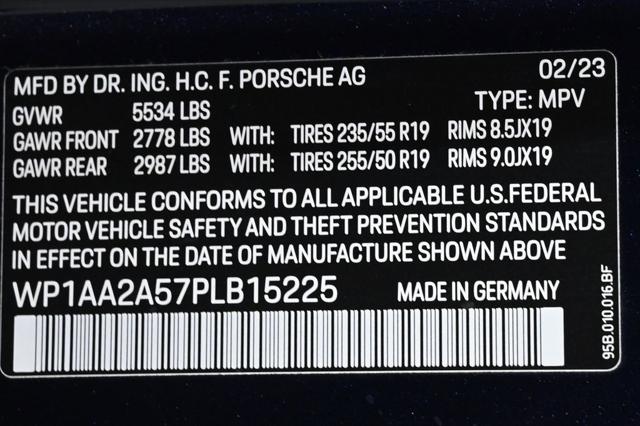 MFD BY DR. ING. H.C. F. PORSCHE AG 02/23
GVWR 5534 LBS TYPE: MPV
GAWR FRONT 2778 LBS WITH: TIRES 235/55 R19 RIMS 8.5JX19
GAWR REAR 2987 LBS WITH: TIRES 255/50 R19 RIMS 9.0JX19
THIS VEHICLE CONFORMS TO ALL APPLICABLE U.S.FEDERAL
MOTOR VEHICLE SAFETY AND THEFT PREVENTION STANDARDS
IN EFFECT ON THE DATE OF MANUFACTURE SHOWN ABOVE
WP1AA2A57PLB15225 MADE IN GERMANY
95B.010.016.BF